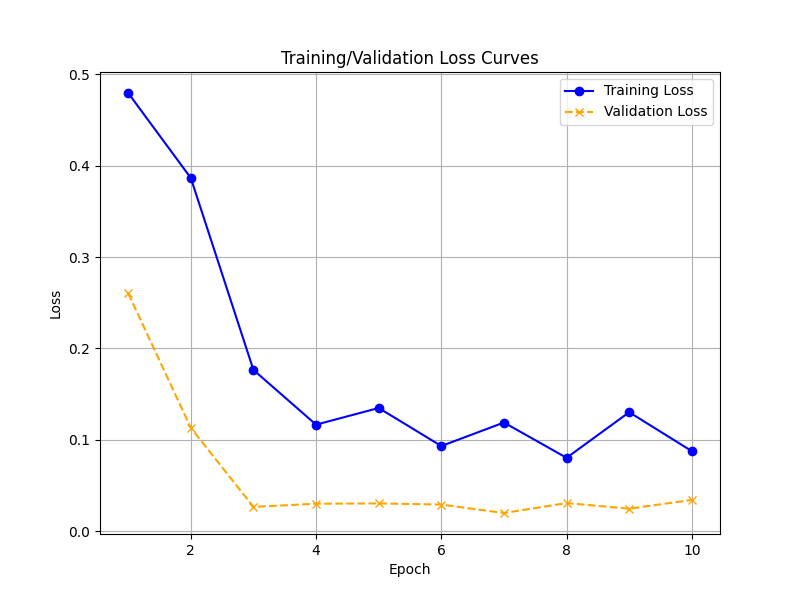 Training/Validation Loss Curves
Training Loss
Validation Loss
Loss
0.5
0.4
0.3
0.2
0.1
0.0
2 4 6 8 10
Epoch